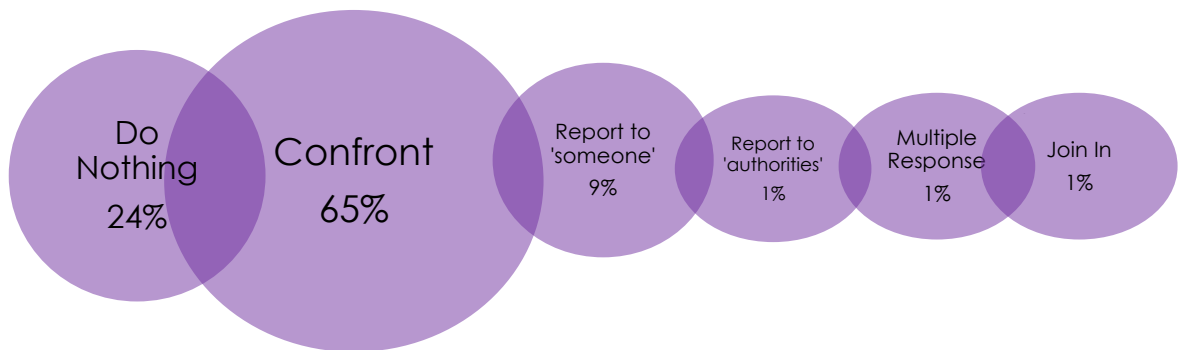 Do
Nothing
24%
Confront
65%
Report to
'someone'
9%
Report to
'authorities'
1%
Multiple
Response
1%
Join In
1%